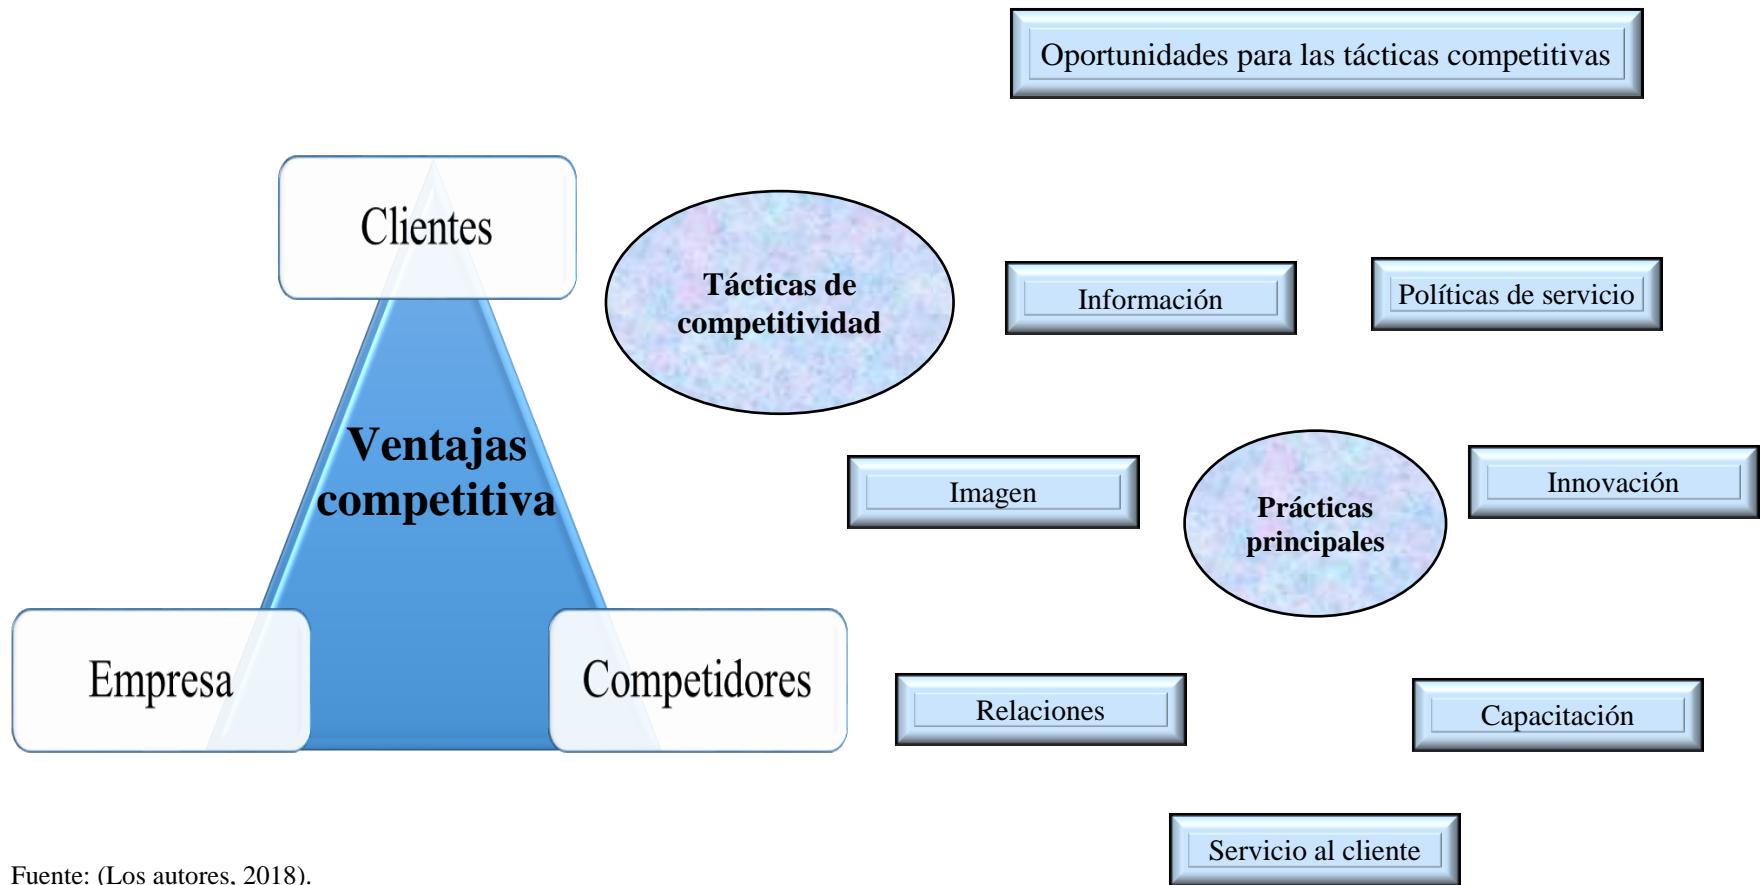 Oportunidades para las tácticas competitivas
Clientes
Tácticas de
competitividad
Información
Políticas de servicio
Ventajas
competitiva
Imagen
Prácticas
principales
Innovación
Empresa
Competidores
Relaciones
Capacitación
Servicio al cliente
Fuente: (Los autores, 2018).